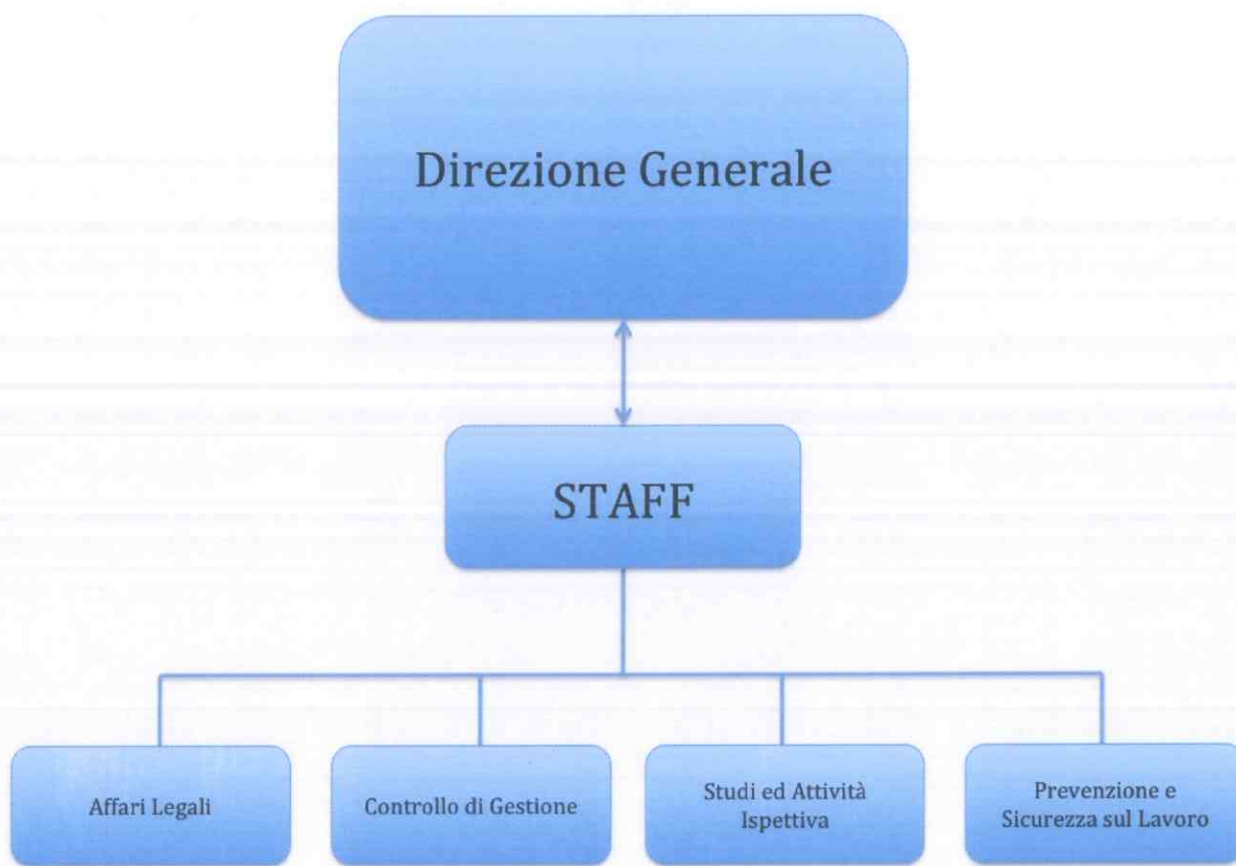 Direzione Generale
STAFF
Affari Legali
Controllo di Gestione
Studi ed Attività
Ispettiva
Prevenzione e
Sicurezza sul Lavoro